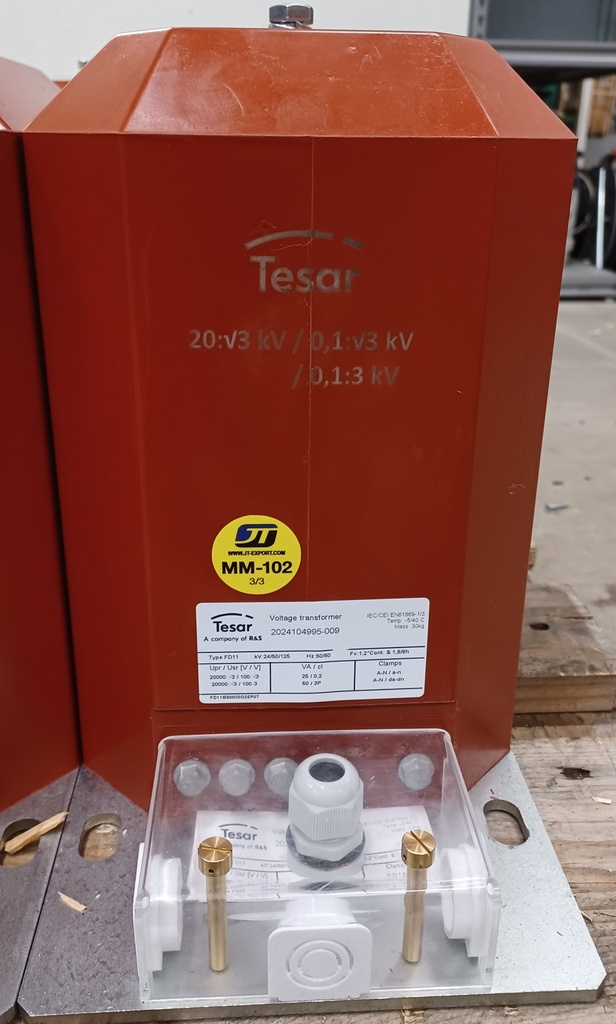 Tesar
20:√3 kV / 0,1:√3 kV
/ 0,1:3 kV
JT
WWW.JT-EXPORT.COM
MM-102
3/3
Tesar
A company of R&S
Voltage transformer
2024104995-009
IEC/CEI EN61869-1/3
Temp. -5/40 C
Mass 30kg
Type FD11 kV:24/50/125 Hz 50/60 Fv:1,2*Cont. & 1,9/8h
Upr / Usr [V / V] VA / cl Clamps
20000 :√3 / 100 :√3 25 / 0,2 A-N / a-n
20000 :√3 / 100:3 50 / 3P A-N / da-dn
Tesar
company of R&S